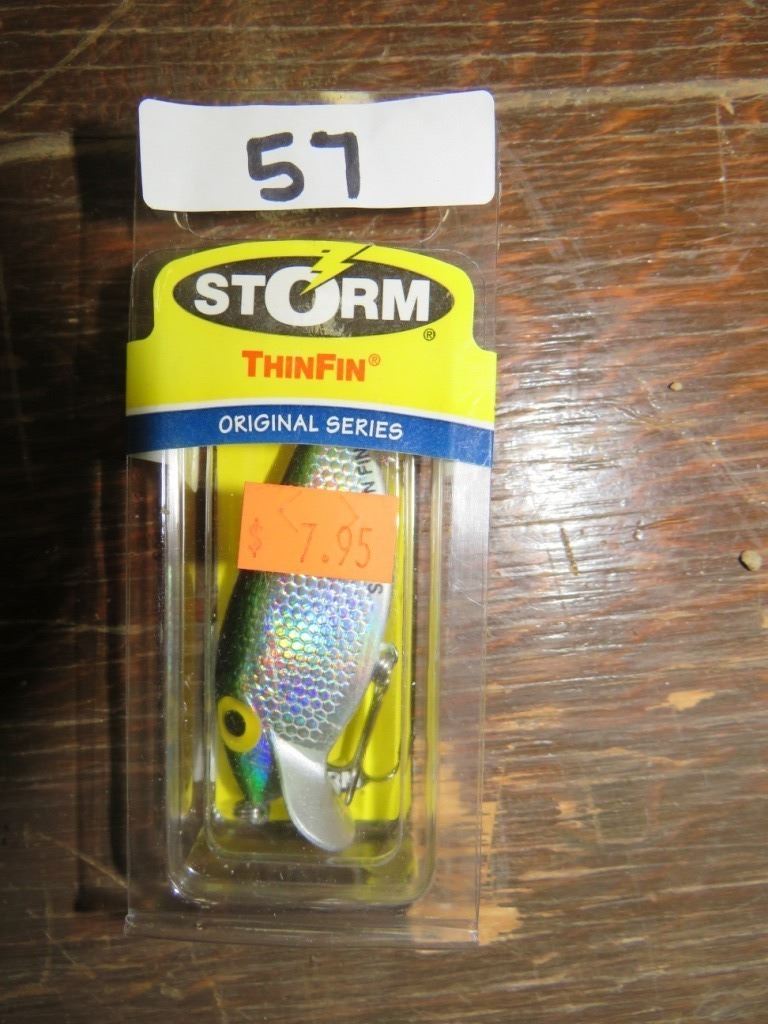 57
STORM®
THINFIN®
ORIGINAL SERIES
$ 7.95